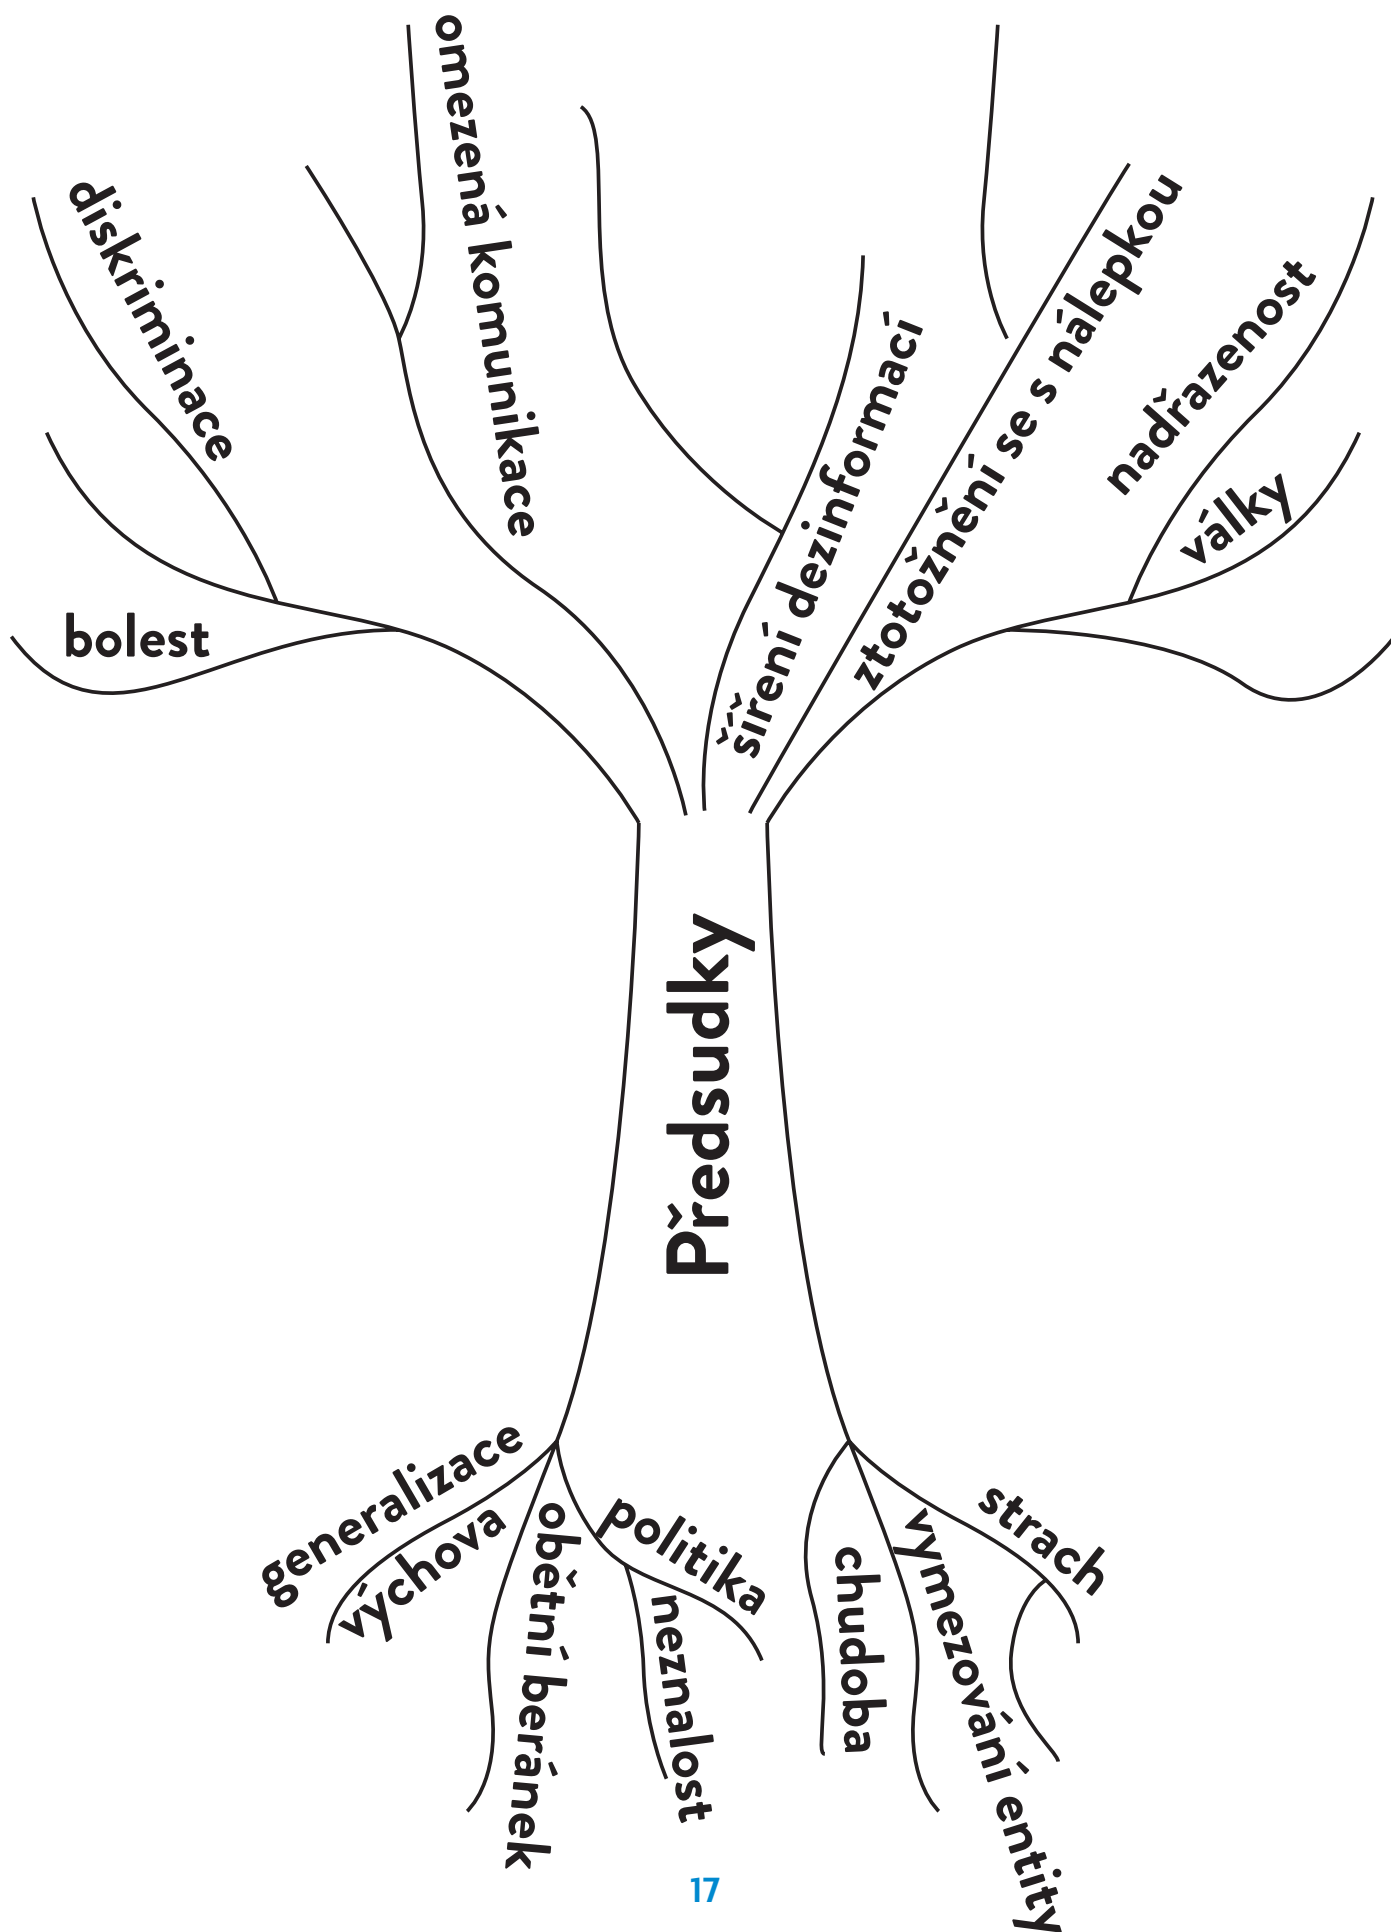 omezená komunikace
diskriminace
ztotožnění se s nálepkou
nadřazenost
šíření dezinformací
války
bolest
Předsudky
generalizace
výchova
obětní beránek
politika
neznalost
chudoba
vymezování entity
strach
17